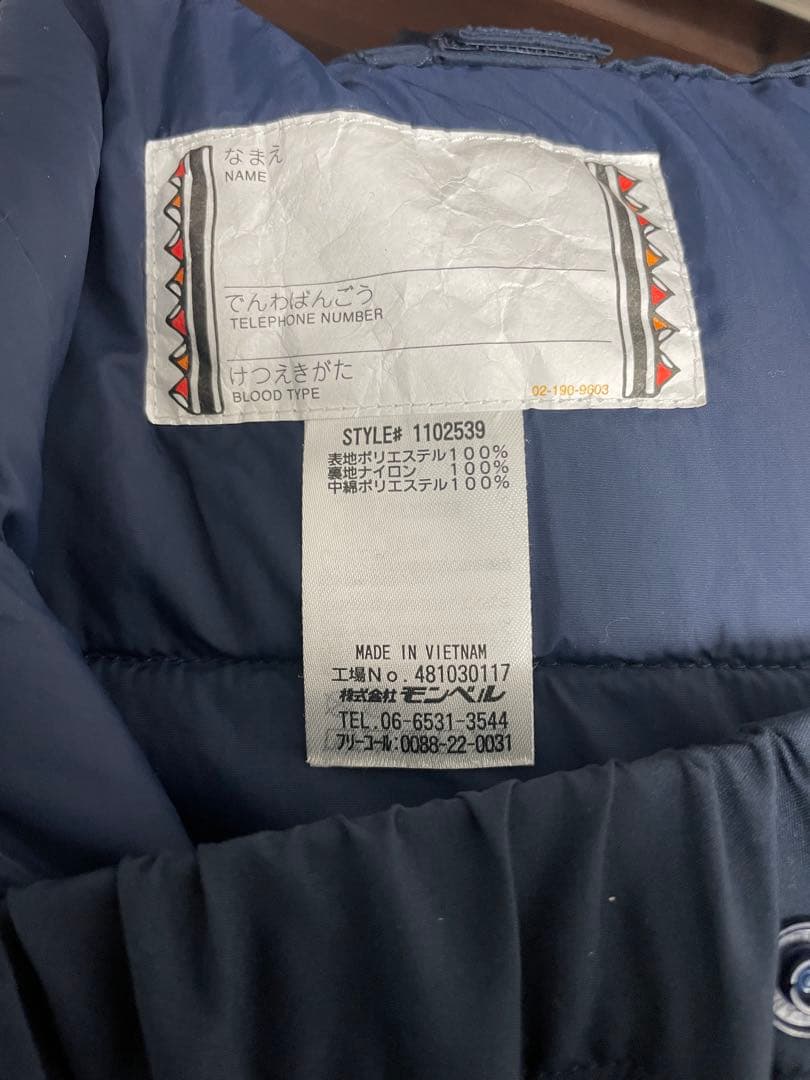 なまえ
NAME
でんわばんごう
TELEPHONE NUMBER
けつえきがた
BLOOD TYPE
02-190-9603
STYLE# 1102539
表地ポリエステル100%
裏地ナイロン 100%
中綿ポリエステル100%
MADE IN VIETNAM
工場No. 481030117
株式会社 モンベル
TEL.06-6531-3544
フリーコール:0088-22-0031